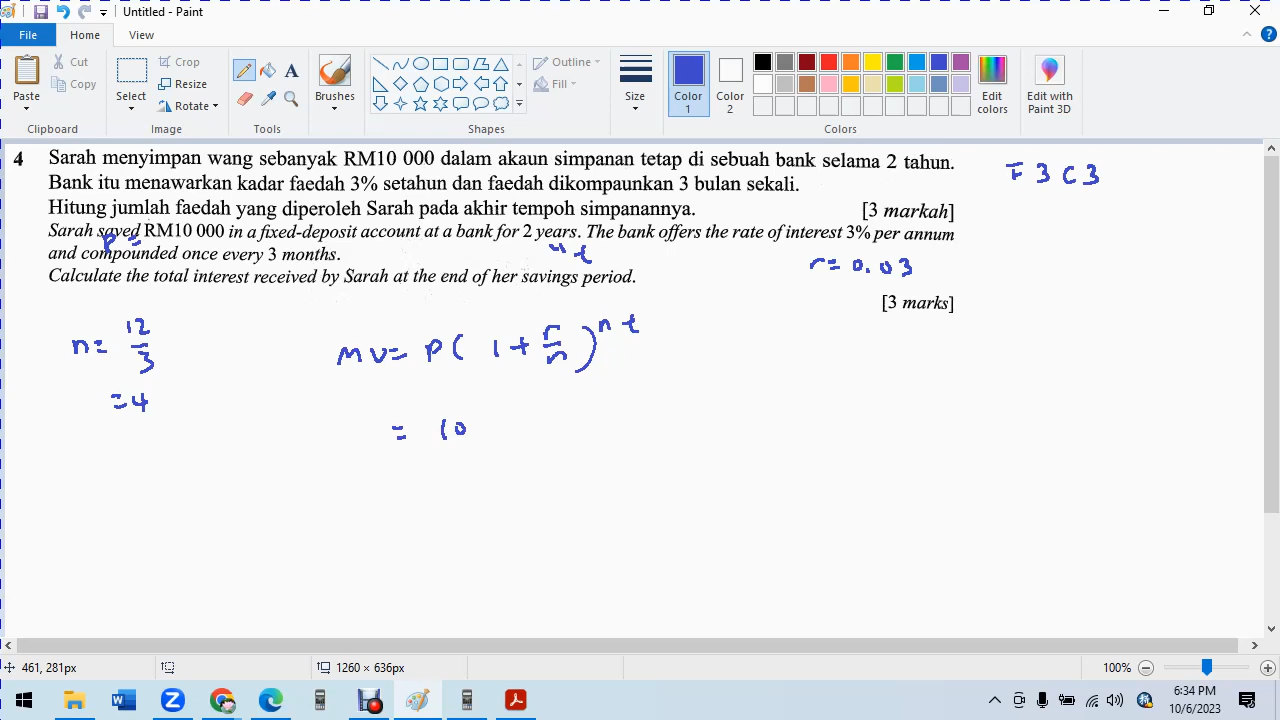 Untitled - Paint
File Home View
Paste Cut Copy Select Crop Resize Rotate Brushes Outline Fill Size Color 1 Color 2 Edit colors Edit with Paint 3D
Clipboard Image Tools Shapes Colors
4 Sarah menyimpan wang sebanyak RM10 000 dalam akaun simpanan tetap di sebuah bank selama 2 tahun.
F3C3
Bank itu menawarkan kadar faedah 3% setahun dan faedah dikompaunkan 3 bulan sekali.
Hitung jumlah faedah yang diperoleh Sarah pada akhir tempoh simpanannya. [3 markah]
Sarah saved RM10 000 in a fixed-deposit account at a bank for 2 years. The bank offers the rate of interest 3% per annum
P =
and compounded once every 3 months.
t
r = 0.03
Calculate the total interest received by Sarah at the end of her savings period.
[3 marks]
n = 12/3
MV = P(1 + r/n)^nt
= 4
= 10
461, 281px 1260 × 636px 100%
6:34 PM
10/6/2023